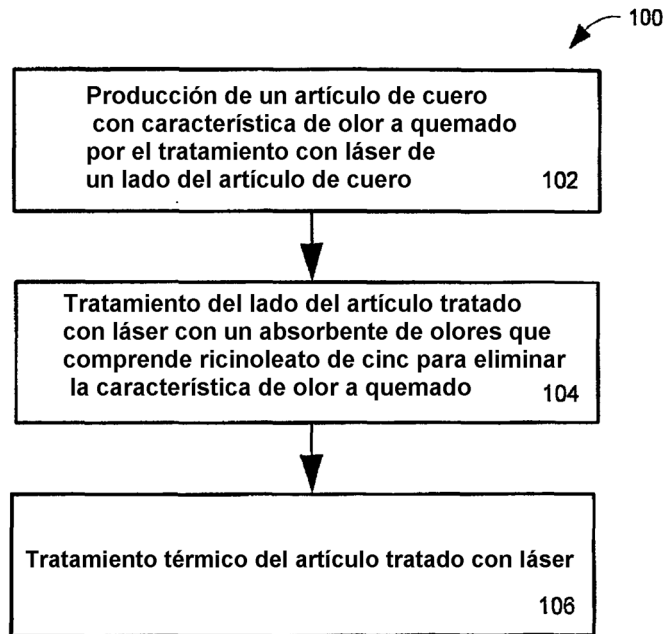 100
Producción de un artículo de cuero
con característica de olor a quemado
por el tratamiento con láser de
un lado del artículo de cuero 102
Tratamiento del lado del artículo tratado
con láser con un absorbente de olores que
comprende ricinoleato de cinc para eliminar
la característica de olor a quemado 104
Tratamiento térmico del artículo tratado con láser
106